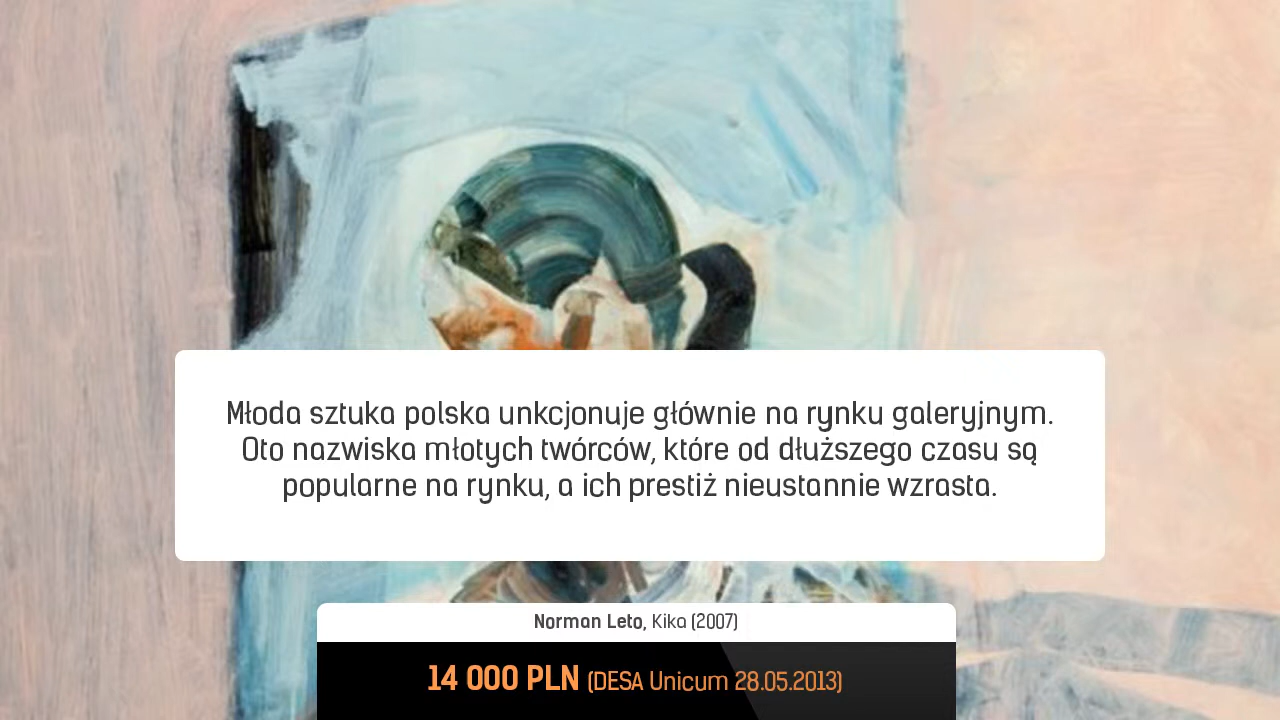 Młoda sztuka polska unkcjonuje głównie na rynku galeryjnym.
Oto nazwiska młotych twórców, które od dłuższego czasu są
popularne na rynku, a ich prestiż nieustannie wzrasta.
Norman Leto, Kika (2007)
14 000 PLN (DESA Unicum 28.05.2013)